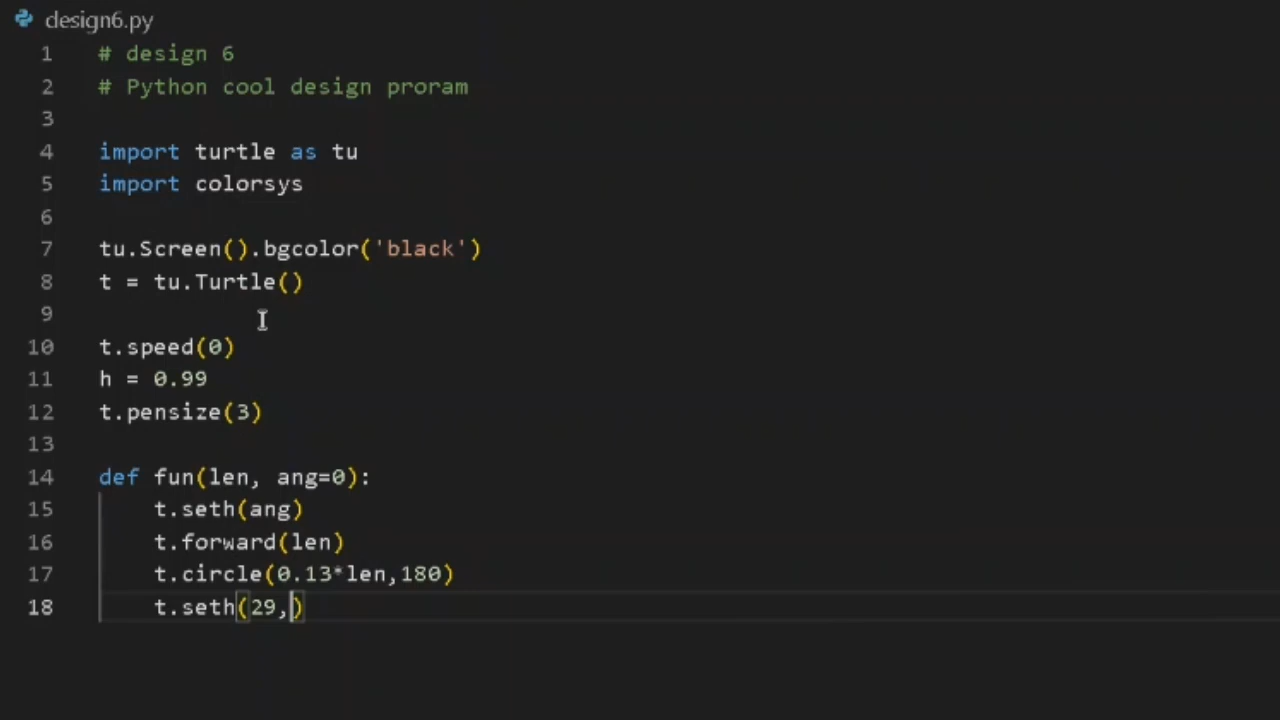 design6.py
1 # design 6
2 # Python cool design proram
3
4 import turtle as tu
5 import colorsys
6
7 tu.Screen().bgcolor('black')
8 t = tu.Turtle()
9
10 t.speed(0)
11 h = 0.99
12 t.pensize(3)
13
14 def fun(len, ang=0):
15     t.seth(ang)
16     t.forward(len)
17     t.circle(0.13*len,180)
18     t.seth(29,)